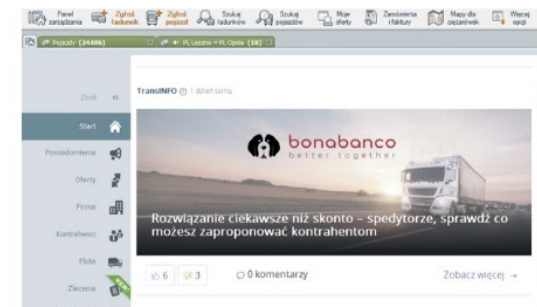 Panel zarządzania
Zgłoś ładunek
Zgłoś pojazd
Szukaj ładunków
Szukaj pojazdów
Moje oferty
Zamówienia i faktury
Mapy dla ciężarówek
Więcej opcji
Pojazdy (24486)
PL Leszno PL Opole (10)
Zwiń
TransINFO 1 dzień temu
Start
Powiadomienie
Oferty
Firma
Kontrahenci
Flota
Zlecenia
bonabanco
better together
Rozwiązanie ciekawsze niż skonto – spedytorze, sprawdź co
możesz zaproponować kontrahentom
6
3
0 komentarzy
Zobacz więcej →